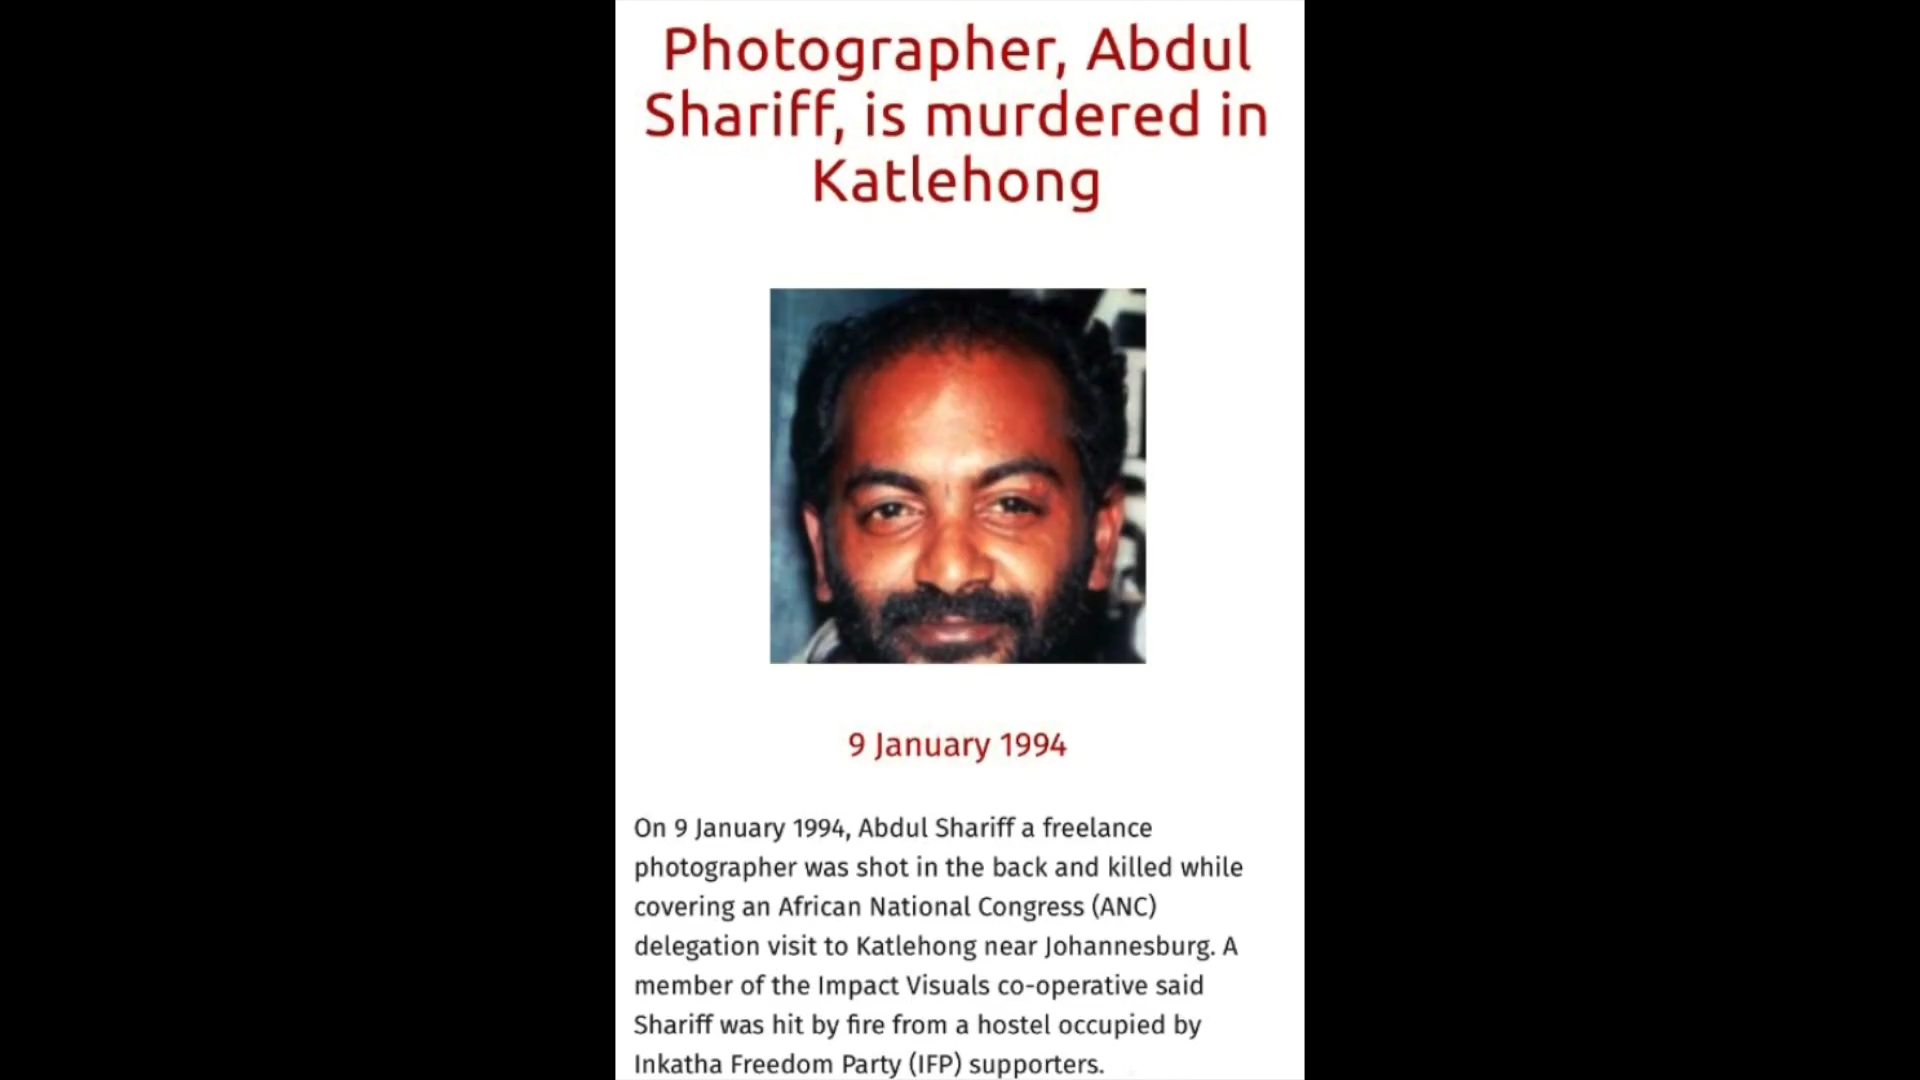 Photographer, Abdul
Shariff, is murdered in
Katlehong
9 January 1994
On 9 January 1994, Abdul Shariff a freelance
photographer was shot in the back and killed while
covering an African National Congress (ANC)
delegation visit to Katlehong near Johannesburg. A
member of the Impact Visuals co-operative said
Shariff was hit by fire from a hostel occupied by
Inkatha Freedom Party (IFP) supporters.